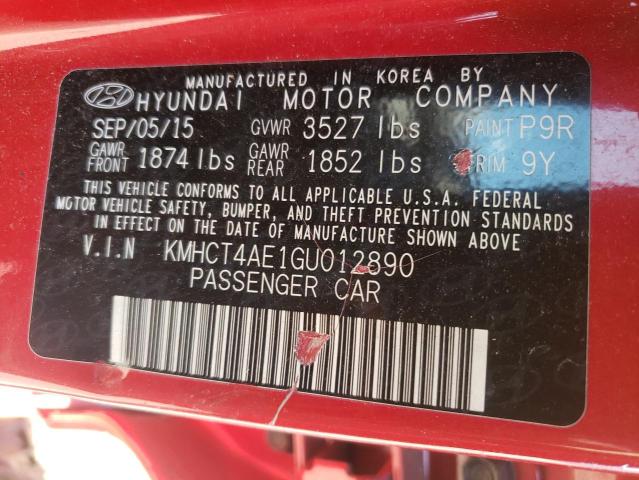 MANUFACTURED IN KOREA BY
HYUNDAI MOTOR COMPANY
SEP/05/15 GVWR 3527 lbs PAINT P9R
GAWR FRONT 1874 lbs GAWR REAR 1852 lbs TRIM 9Y
THIS VEHICLE CONFORMS TO ALL APPLICABLE U.S.A. FEDERAL
MOTOR VEHICLE SAFETY, BUMPER, AND THEFT PREVENTION STANDARDS
IN EFFECT ON THE DATE OF MANUFACTURE SHOWN ABOVE
V.I.N KMHCT4AE1GU012890
PASSENGER CAR